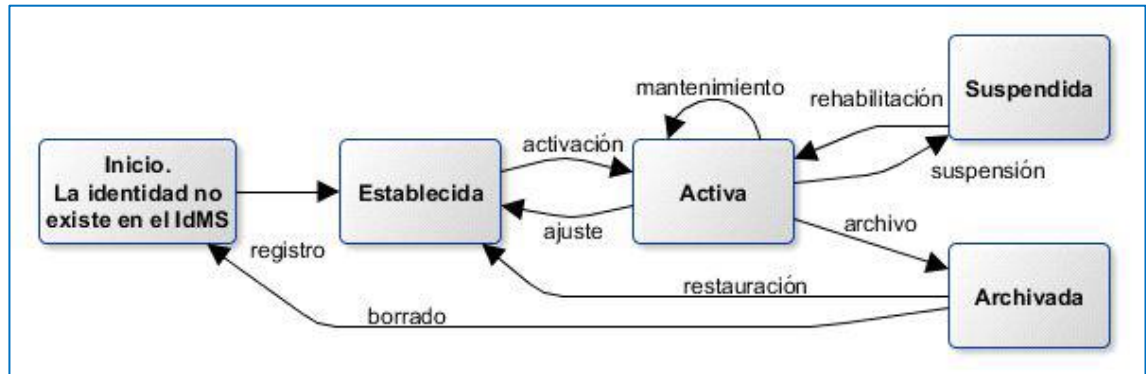 Inicio.
La identidad no
existe en el IdMS
registro
Establecida
activación
ajuste
mantenimiento
Activa
rehabilitación
suspensión
Suspendida
archivo
Archivada
restauración
borrado